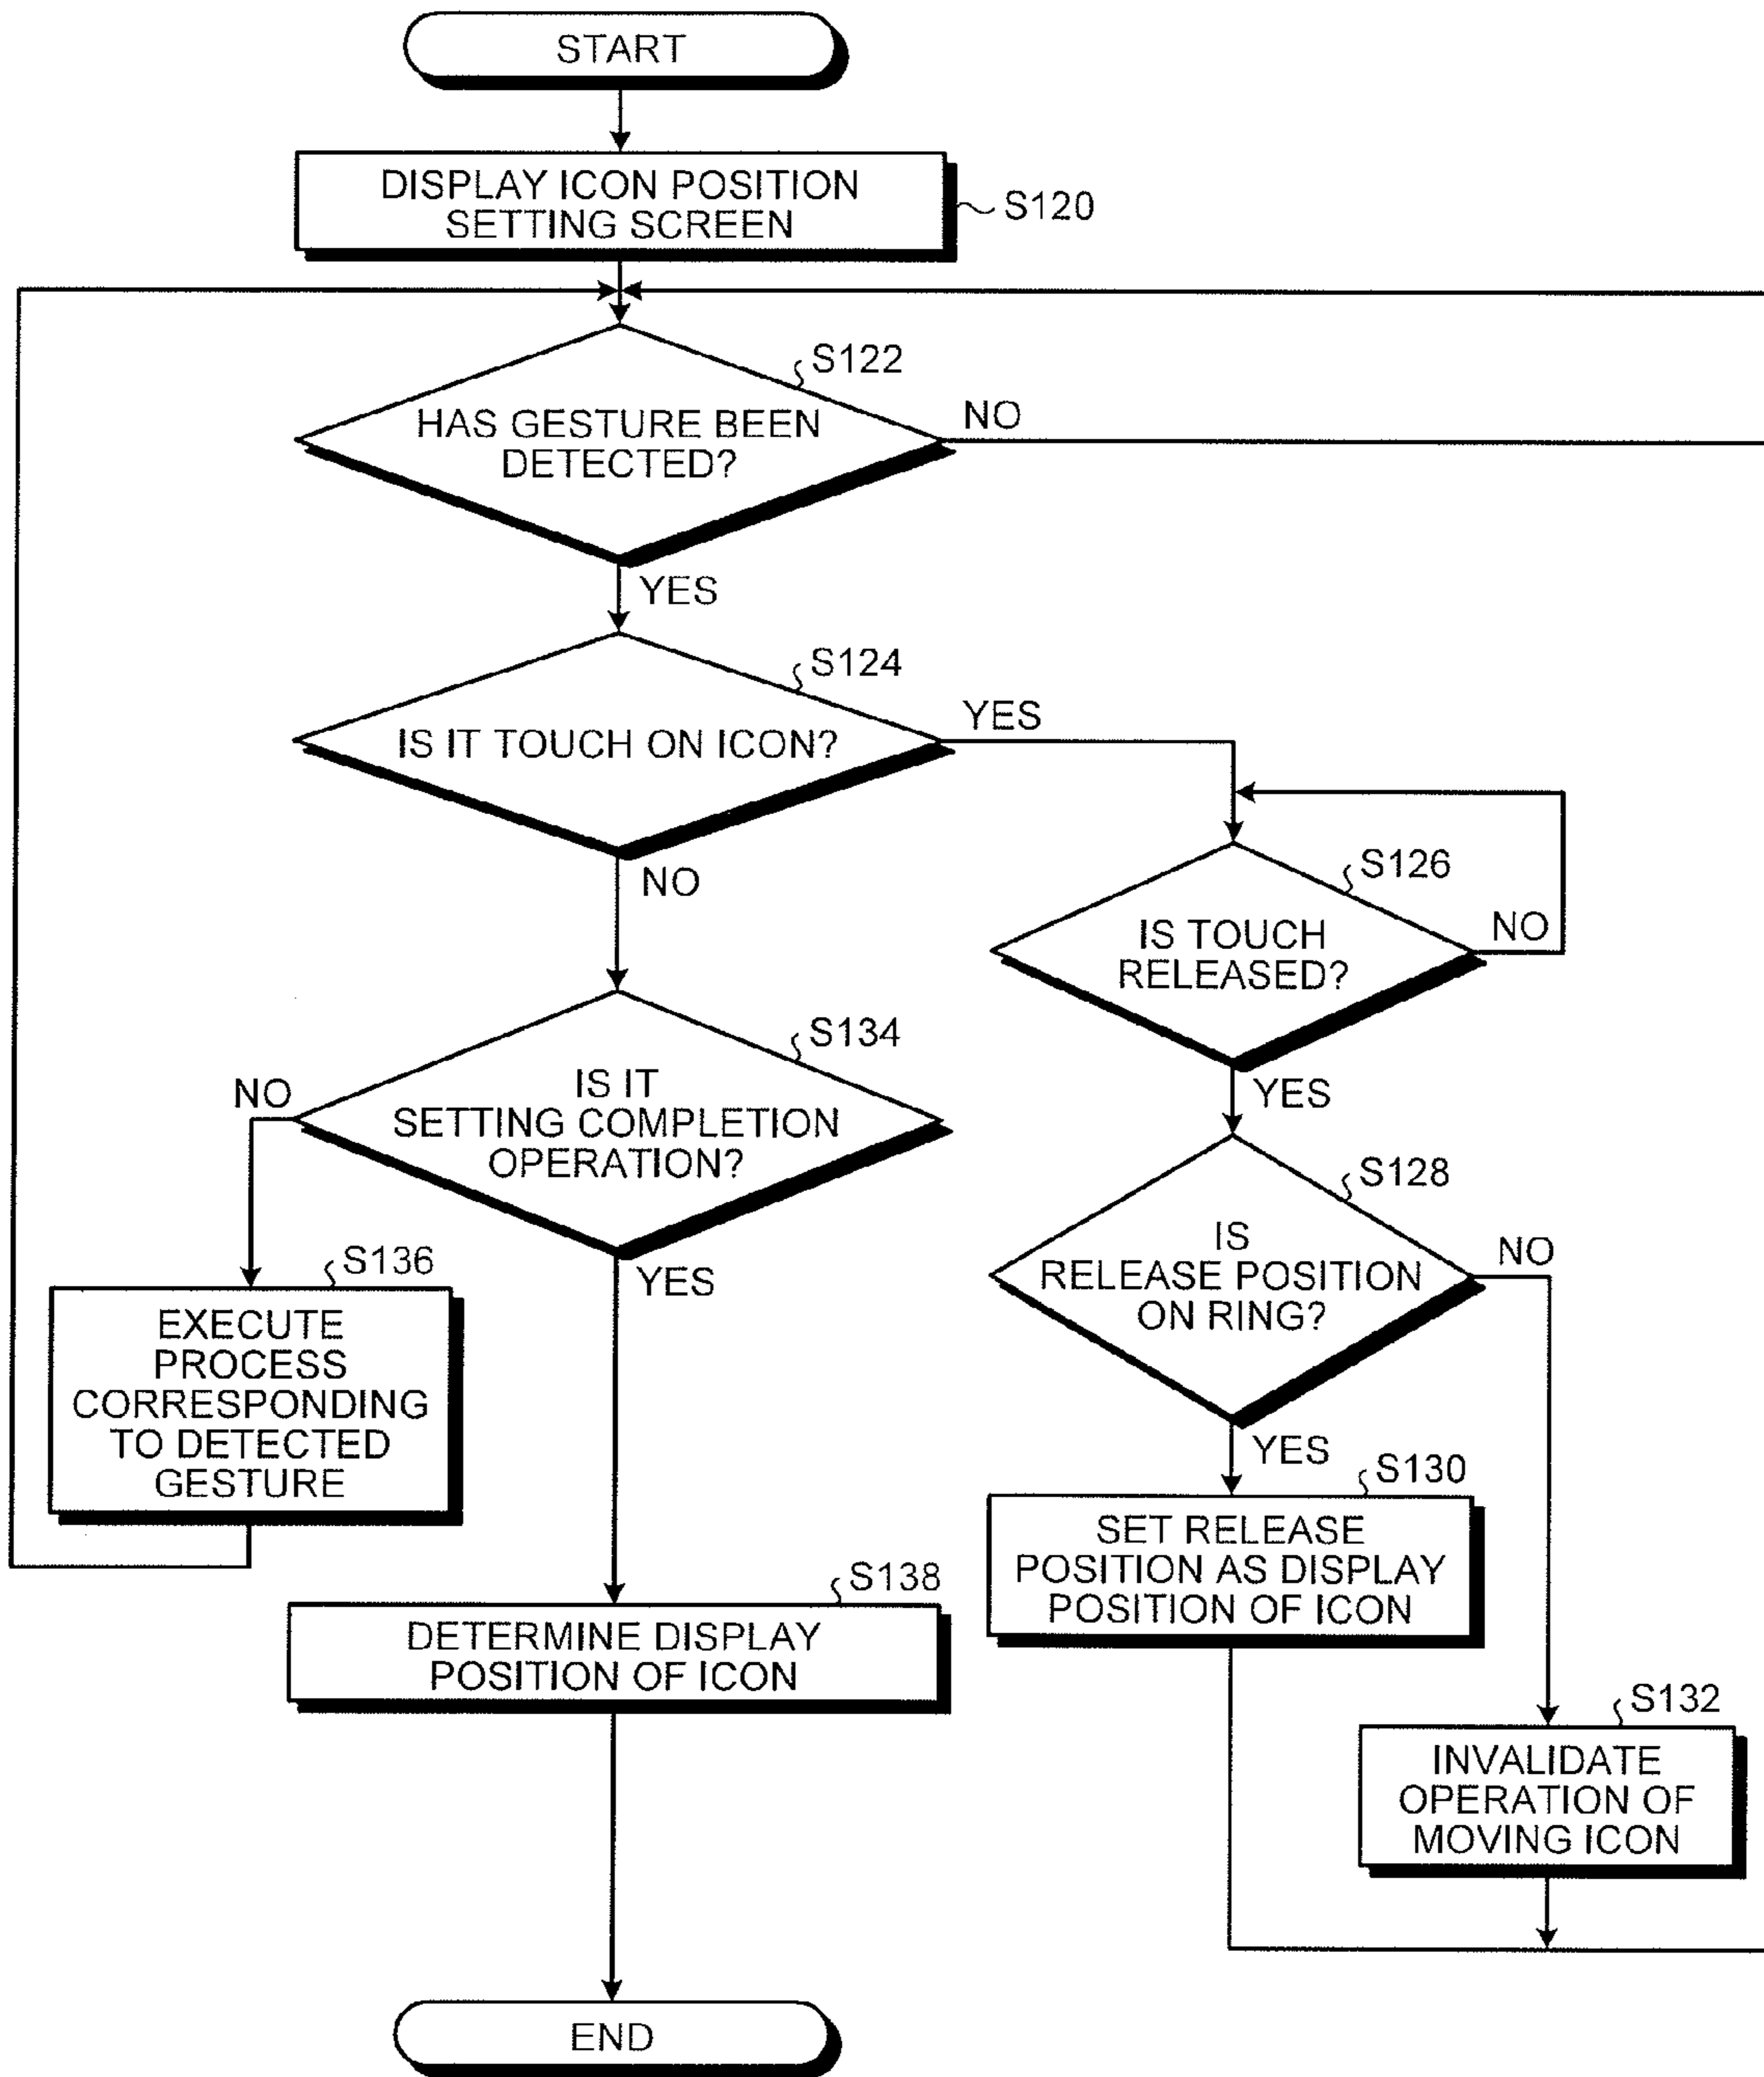 START
DISPLAY ICON POSITION
SETTING SCREEN
S120
S122
HAS GESTURE BEEN
DETECTED?
NO
YES
S124
IS IT TOUCH ON ICON?
YES
NO
S126
IS TOUCH
RELEASED?
NO
YES
S128
IS
RELEASE POSITION
ON RING?
NO
YES
S130
SET RELEASE
POSITION AS DISPLAY
POSITION OF ICON
S132
INVALIDATE
OPERATION OF
MOVING ICON
S134
IS IT
SETTING COMPLETION
OPERATION?
NO
YES
S136
EXECUTE
PROCESS
CORRESPONDING
TO DETECTED
GESTURE
S138
DETERMINE DISPLAY
POSITION OF ICON
END